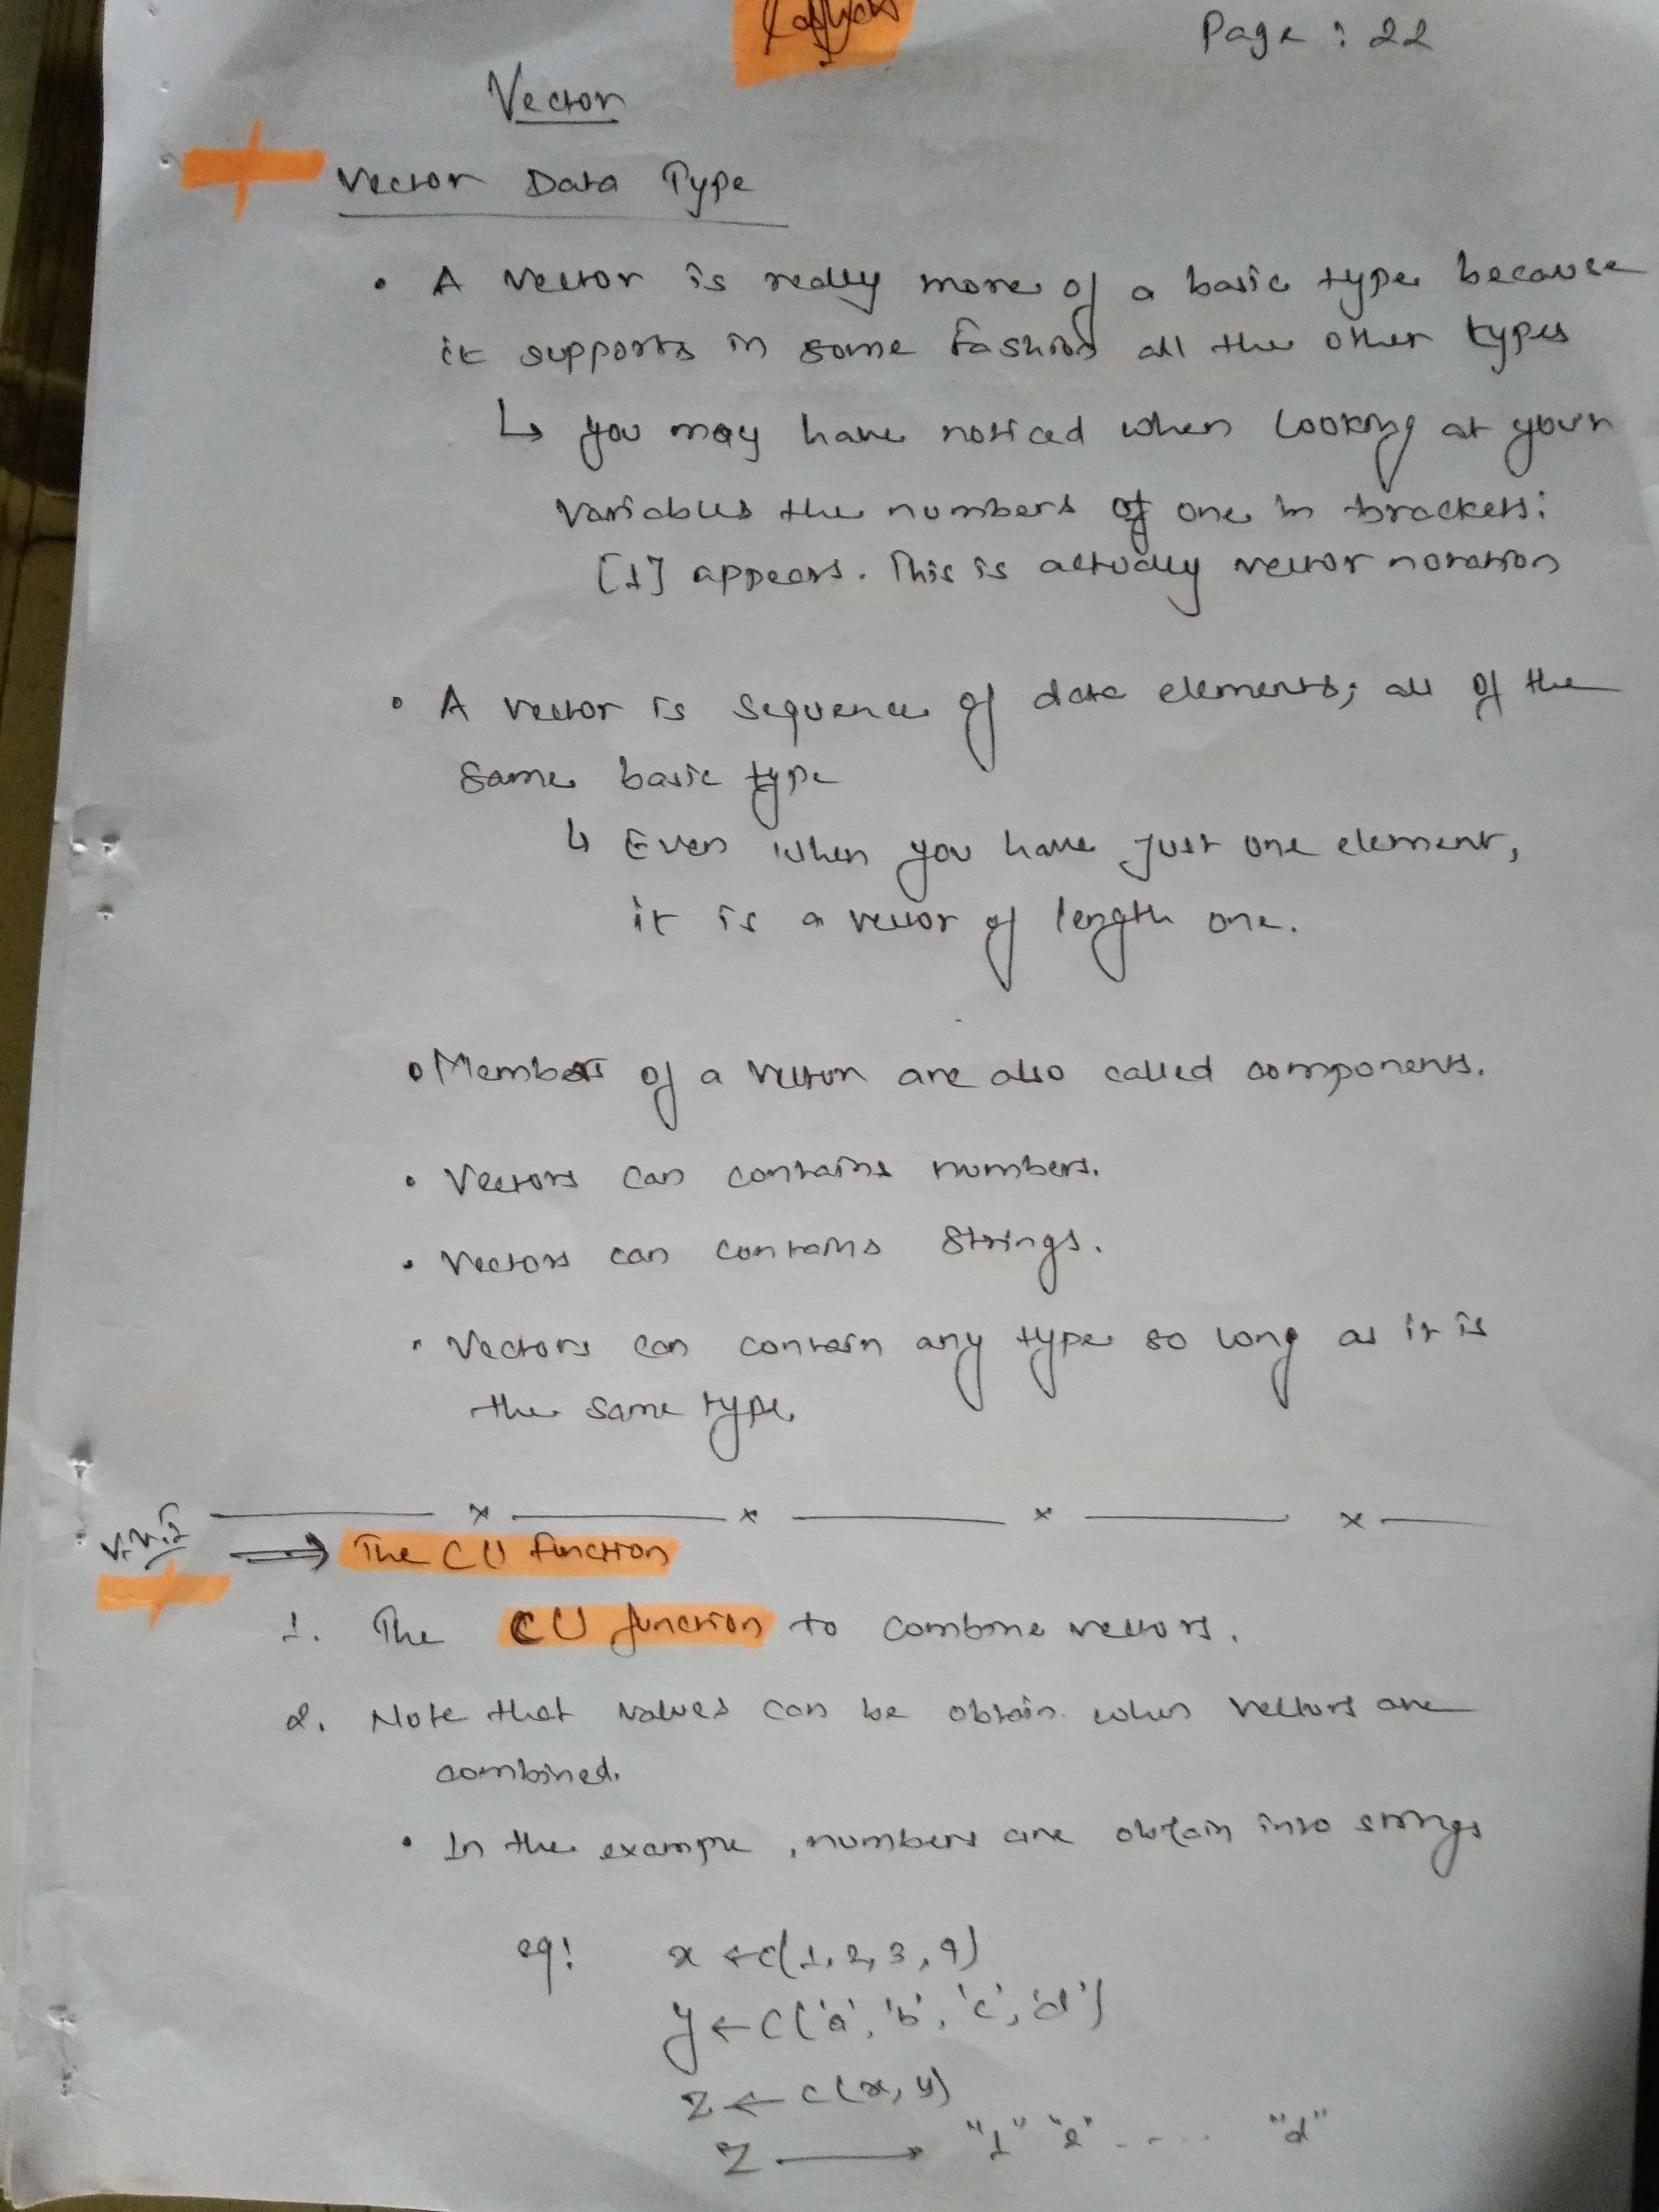 Page : 22
Vector
Vector Data Type
• A vector is really more of a basic type because
it supports in some fashion all the other types
↳ you may have noticed when looking at your
variables the numbers of one in brackets:
[1] appears. This is actually vector notation
• A vector is sequence of data elements; all of the
same basic type
↳ Even when you have just one element,
it is a vector of length one.
• Members of a vector are also called components.
• Vectors can contains numbers.
• Vectors can contains strings.
• Vectors can contain any type so long as it is
the same type.
x x x x
V.V.I ⇒ The C() function
1. The C() function to combine vectors.
2. Note that values can be obtain when vectors are
combined.
• In the example, numbers are obtain into strings
eg: x ← c(1, 2, 3, 4)
y ← c('a', 'b', 'c', 'd')
z ← c(x, y)
z → "1" "2" .... "d"